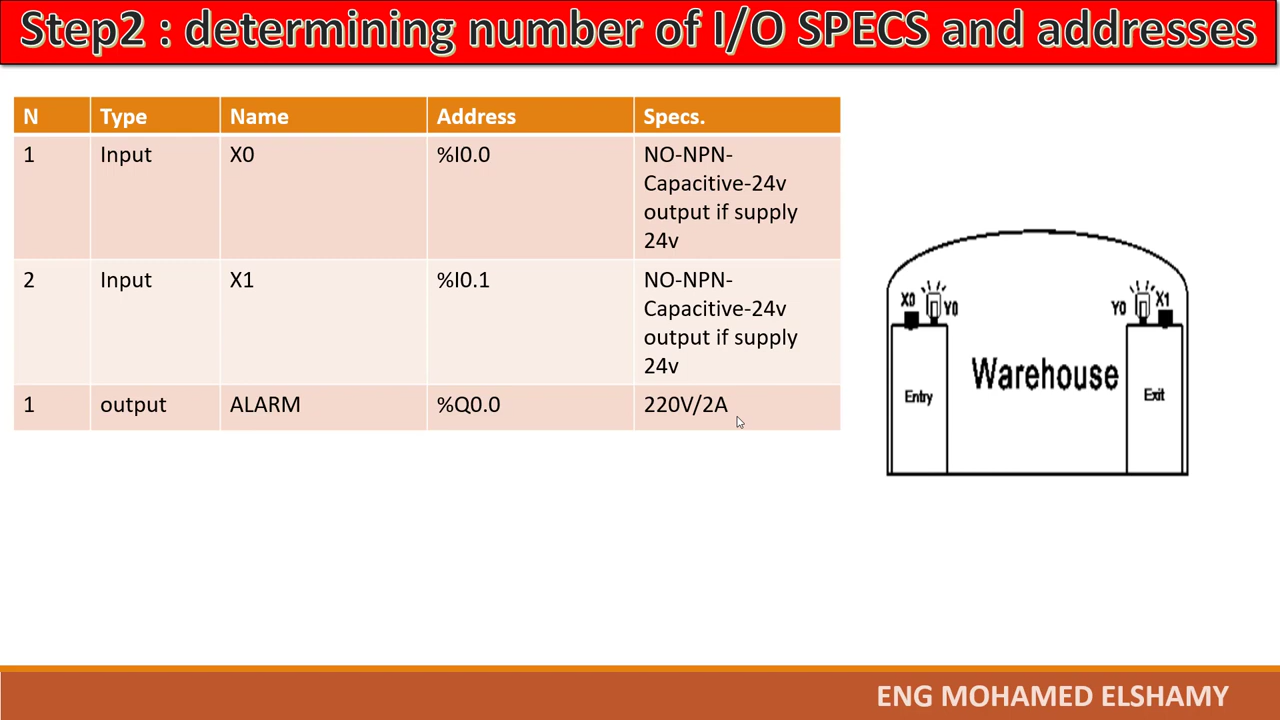 Step2 : determining number of I/O SPECS and addresses
N Type Name Address Specs.
1 Input X0 %I0.0 NO-NPN-
Capacitive-24v
output if supply
24v
2 Input X1 %I0.1 NO-NPN-
Capacitive-24v
output if supply
24v
1 output ALARM %Q0.0 220V/2A
X0 Y0 Y0 X1
Warehouse
Entry Exit
ENG MOHAMED ELSHAMY